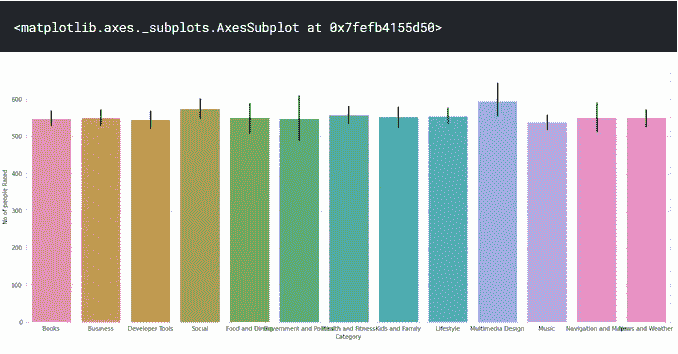 <matplotlib.axes._subplots.AxesSubplot at 0x7fefb4155d50>
600
500
400
300
200
100
0
No of people Rated
Books Business Developer Tools Social Food and Dining Government and Politics Health and Fitness Kids and Family Lifestyle Multimedia Design Music Navigation and Maps News and Weather
Category